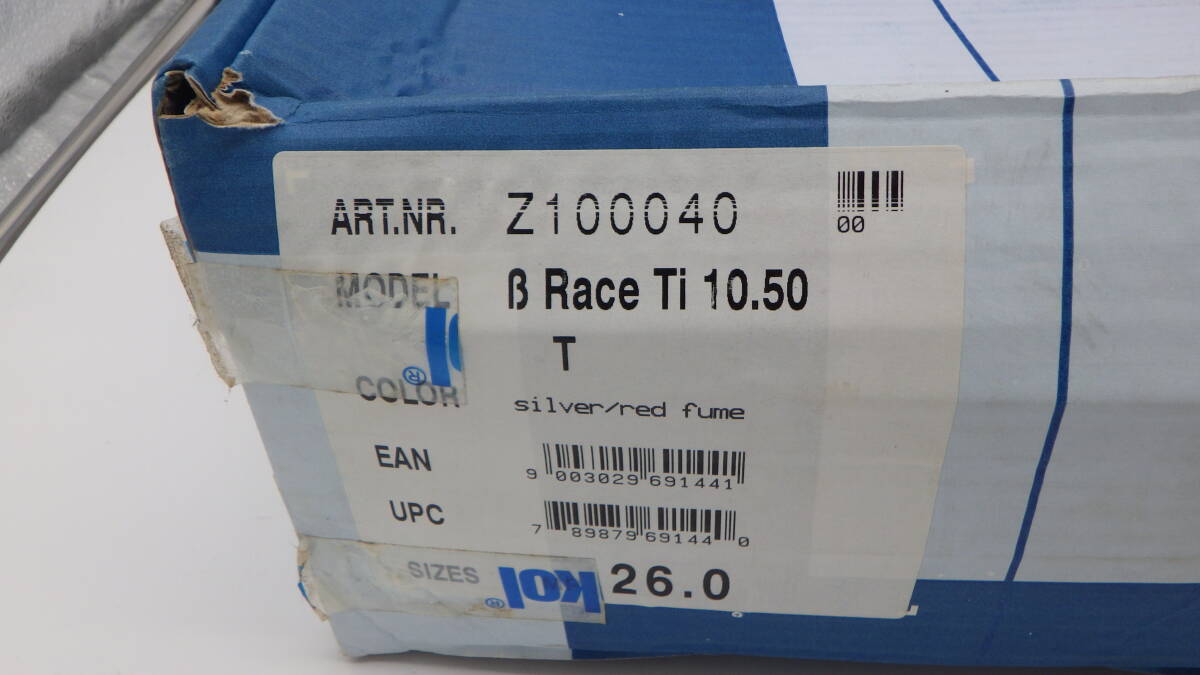 ART.NR. Z100040
00
MODEL ß Race Ti 10.50
T
COLOR silver/red fume
EAN 9 003029 691441
UPC 7 89879 69144 0
SIZES 26.0
kol®